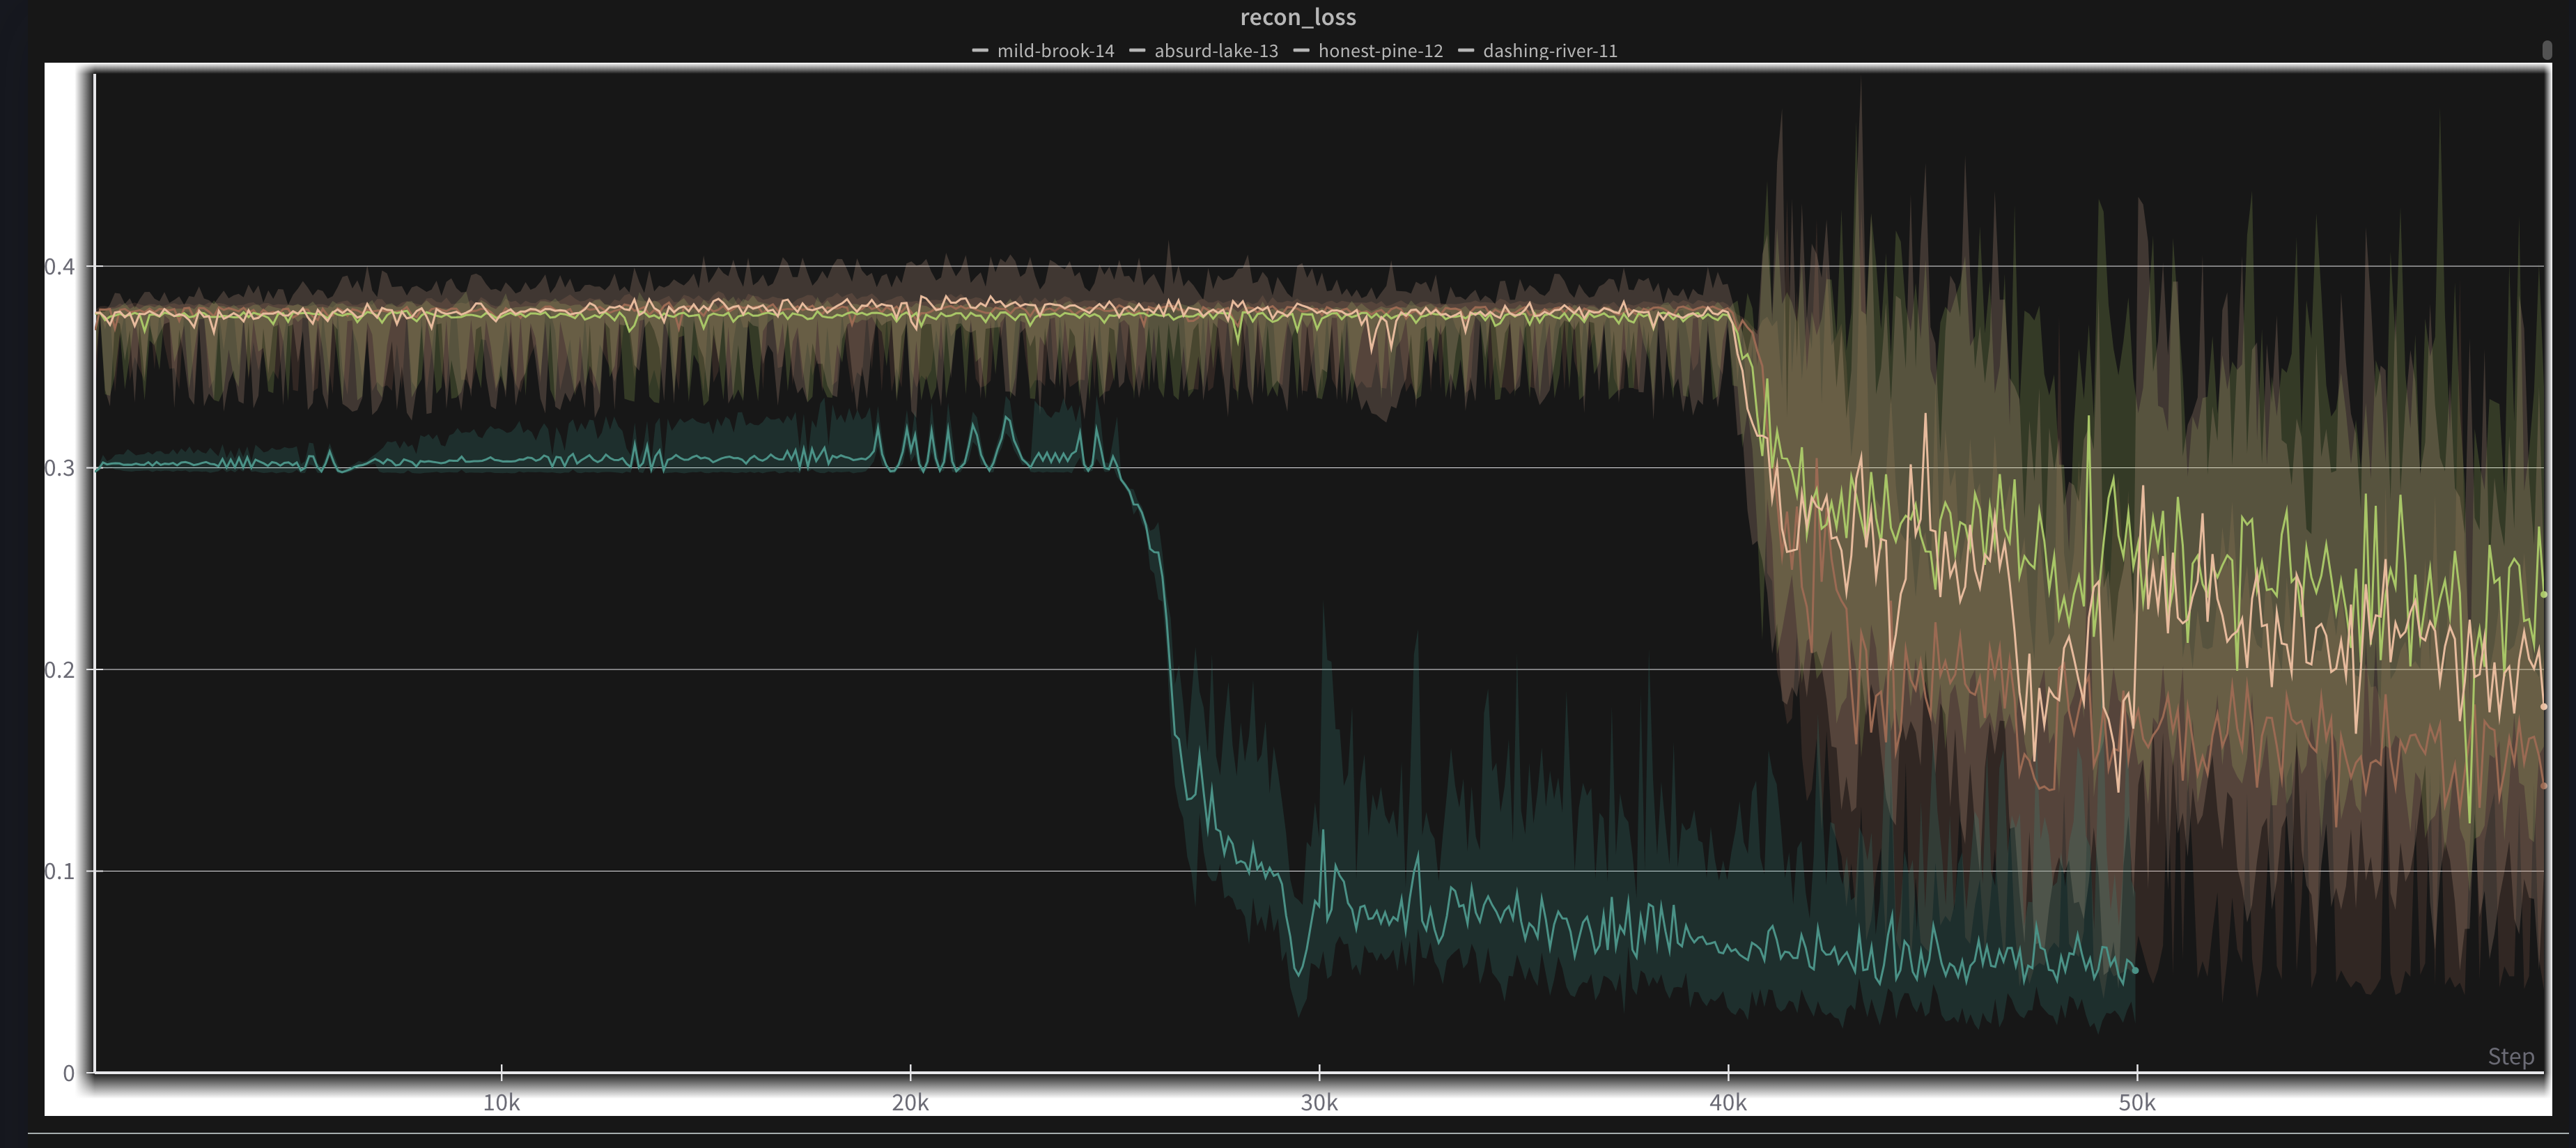 recon_loss
mild-brook-14 absurd-lake-13 honest-pine-12 dashing-river-11
0.4
0.3
0.2
0.1
0
Step
10k 20k 30k 40k 50k